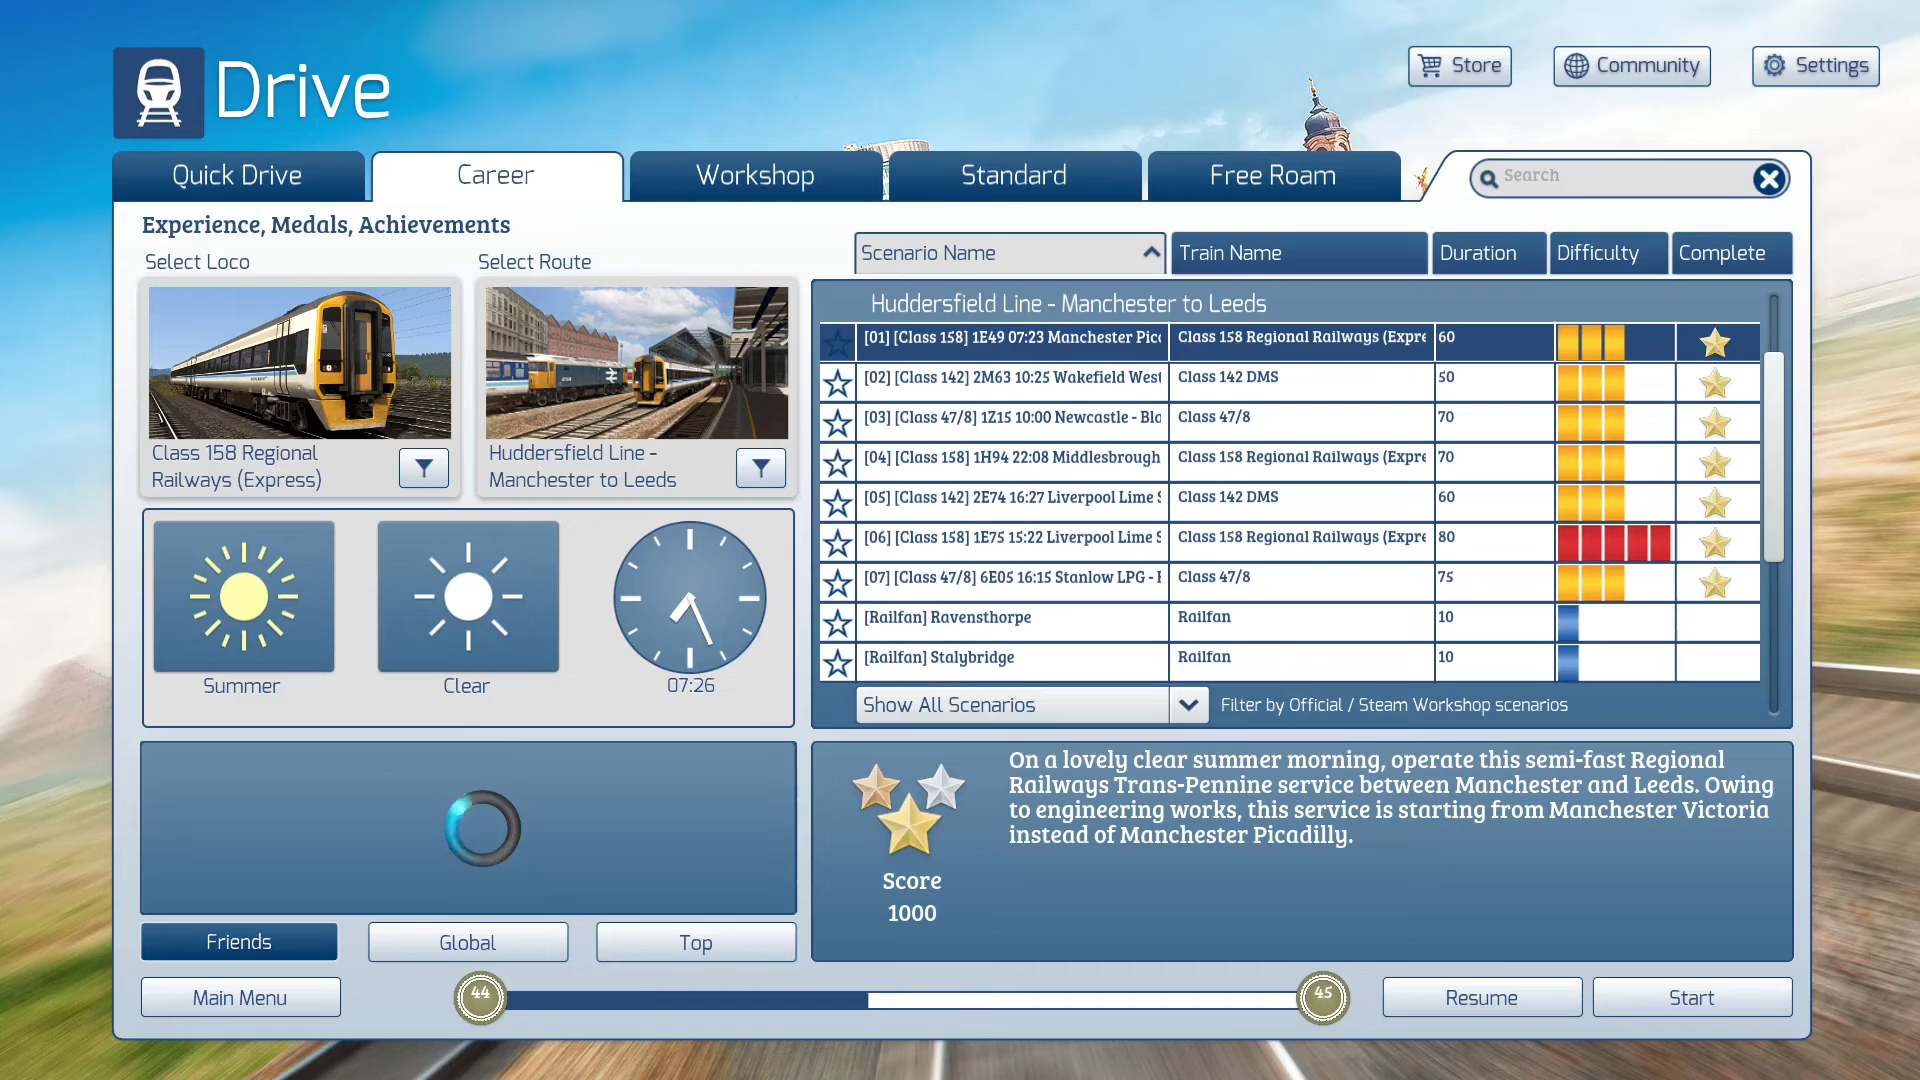 Drive
Store
Community
Settings
Quick Drive
Career
Workshop
Standard
Free Roam
Search
Experience, Medals, Achievements
Select Loco
Select Route
Class 158 Regional
Railways (Express)
Huddersfield Line -
Manchester to Leeds
Summer
Clear
07:26
Scenario Name
Train Name
Duration
Difficulty
Complete
Huddersfield Line - Manchester to Leeds
[01] [Class 158] 1E49 07:23 Manchester Class 158 Regional Railways 60
[02] [Class 142] 2M63 10:25 Wakefield West Class 142 DMS 50
[03] [Class 47/8] 1Z15 10:00 Newcastle - Class 47/8 70
[04] [Class 158] 1H94 22:08 Middlesbrough Class 158 Regional Railways 70
[05] [Class 142] 2E74 16:27 Liverpool Lime Class 142 DMS 60
[06] [Class 158] 1E75 15:22 Liverpool Lime Class 158 Regional Railways 80
[07] [Class 47/8] 6E05 16:15 Stanlow LPG - Class 47/8 75
[Railfan] Ravensthorpe Railfan 10
[Railfan] Stalybridge Railfan 10
Show All Scenarios
Filter by Official / Steam Workshop scenarios
Score
1000
On a lovely clear summer morning, operate this semi-fast Regional
Railways Trans-Pennine service between Manchester and Leeds. Owing
to engineering works, this service is starting from Manchester Victoria
instead of Manchester Picadilly.
Friends
Global
Top
Main Menu
44
45
Resume
Start